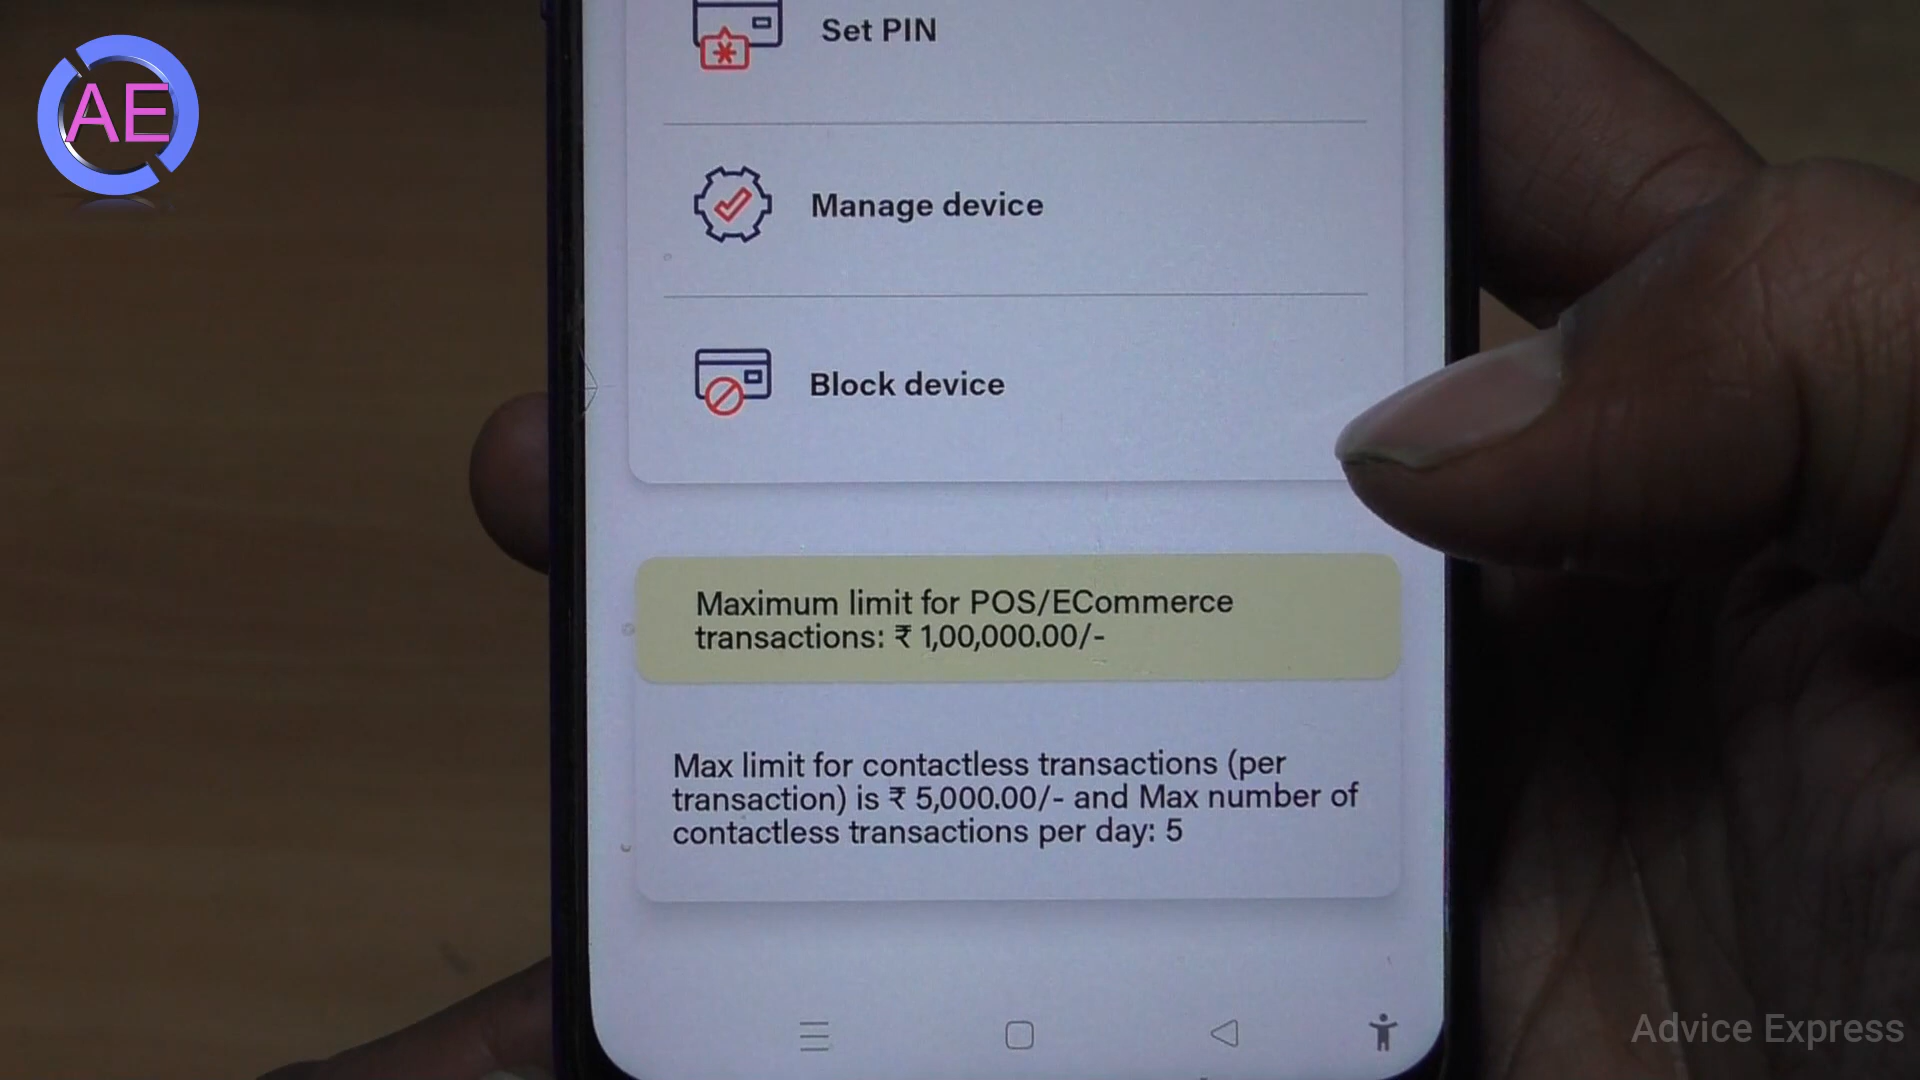 AE
Set PIN
Manage device
Block device
Maximum limit for POS/ECommerce
transactions: ₹ 1,00,000.00/-
Max limit for contactless transactions (per
transaction) is ₹ 5,000.00/- and Max number of
contactless transactions per day: 5
Advice Express